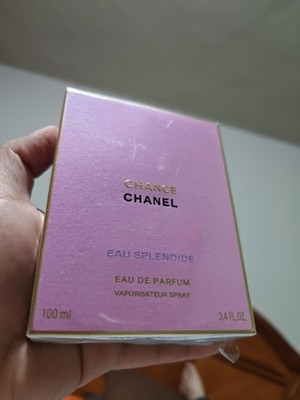 CHANCE
CHANEL
EAU SPLENDIDE
EAU DE PARFUM
VAPORISATEUR SPRAY
100 ml
3,4 FL.OZ.